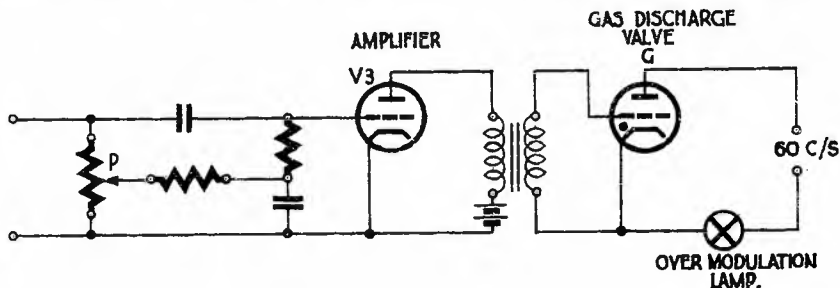 AMPLIFIER
V3
GAS DISCHARGE
VALVE
G
P
60 C/S
OVER MODULATION
LAMP.